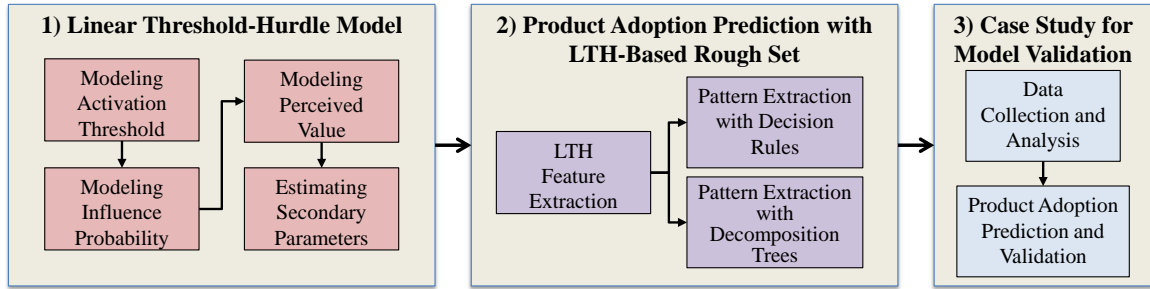 1) Linear Threshold-Hurdle Model
Modeling
Activation
Threshold
Modeling
Influence
Probability
Modeling
Perceived
Value
Estimating
Secondary
Parameters
2) Product Adoption Prediction with
LTH-Based Rough Set
LTH
Feature
Extraction
Pattern Extraction
with Decision
Rules
Pattern Extraction
with
Decomposition
Trees
3) Case Study for
Model Validation
Data
Collection and
Analysis
Product Adoption
Prediction and
Validation